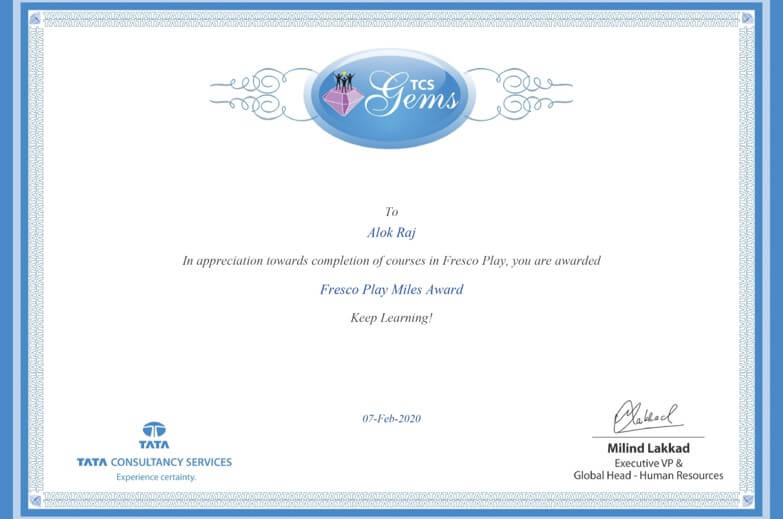 TCS
Gems
To
Alok Raj
In appreciation towards completion of courses in Fresco Play, you are awarded
Fresco Play Miles Award
Keep Learning!
07-Feb-2020
TATA
TATA CONSULTANCY SERVICES
Experience certainty.
Lakkad
Milind Lakkad
Executive VP &
Global Head - Human Resources